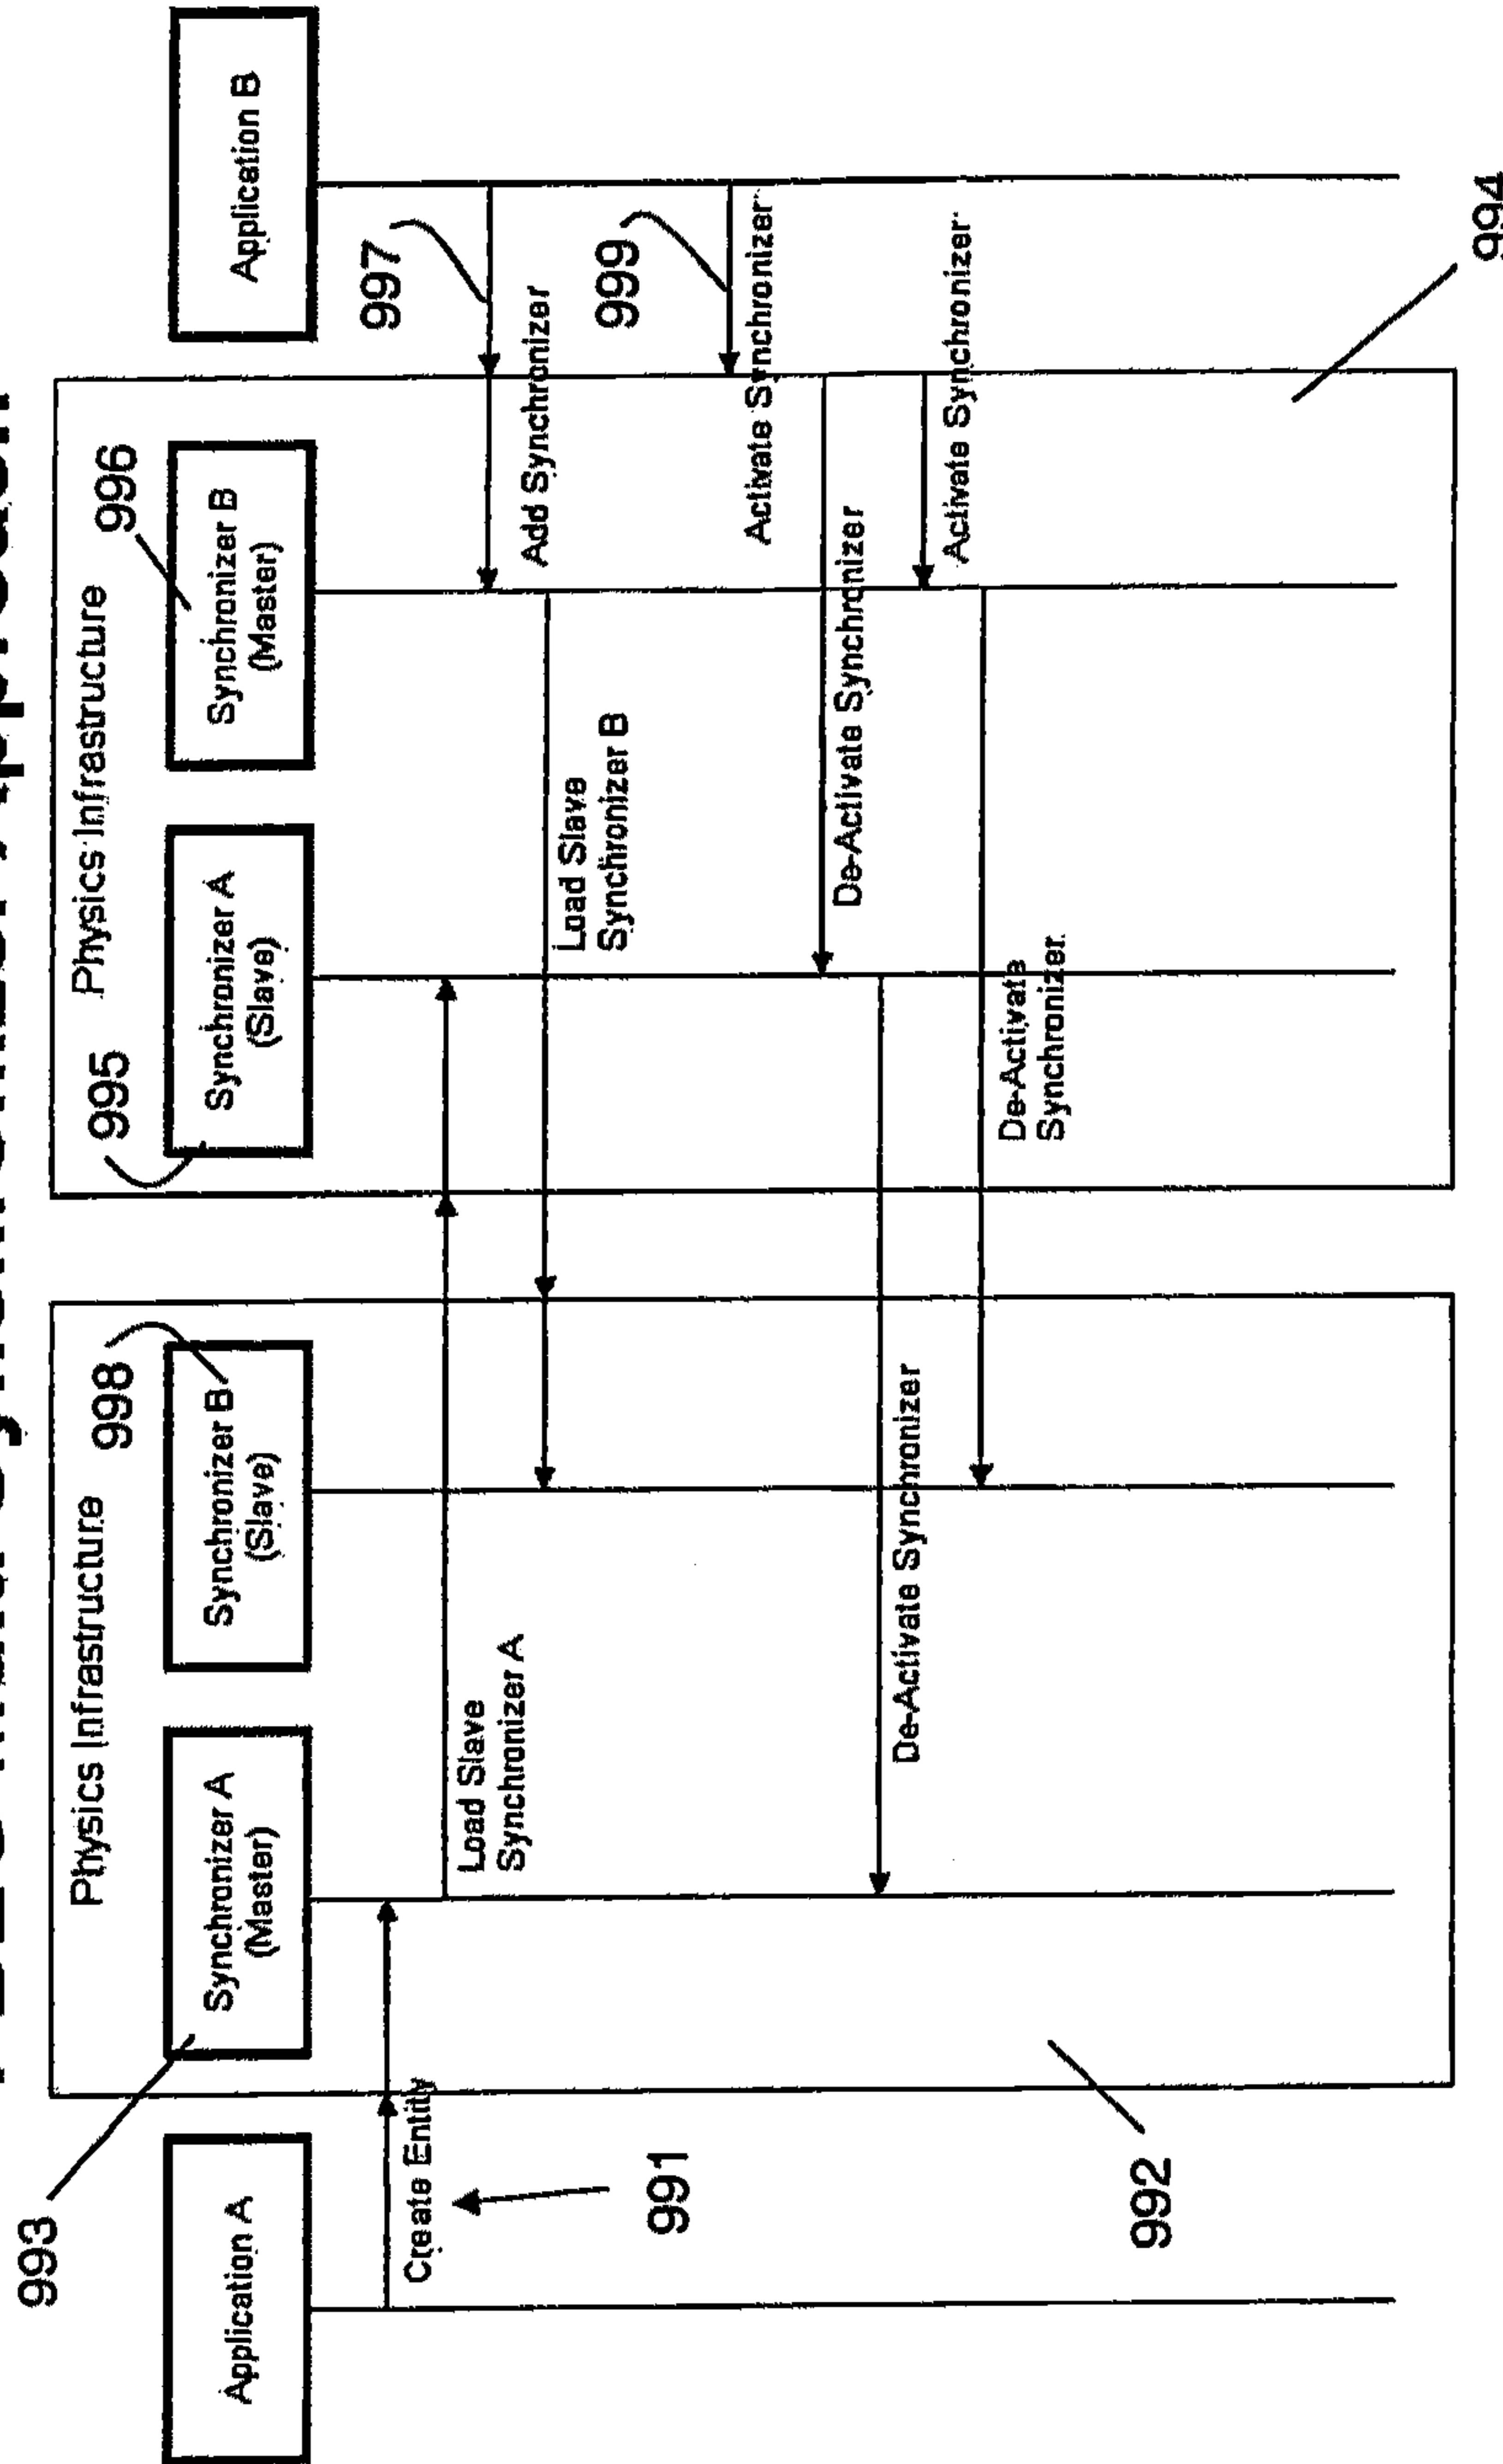 993
Application A
Physics Infrastructure
Synchronizer A
(Master)
998
Synchronizer B
(Slave)
995
Physics Infrastructure
Synchronizer A
(Slave)
996
Synchronizer B
(Master)
Application B
Create Entity
991
992
Load Slave
Synchronizer A
997
Add Synchronizer
Load Slave
Synchronizer B
999
Activate Synchronizer
De-Activate Synchronizer
De-Activate Synchronizer
Activate Synchronizer
De-Activate
Synchronizer
994